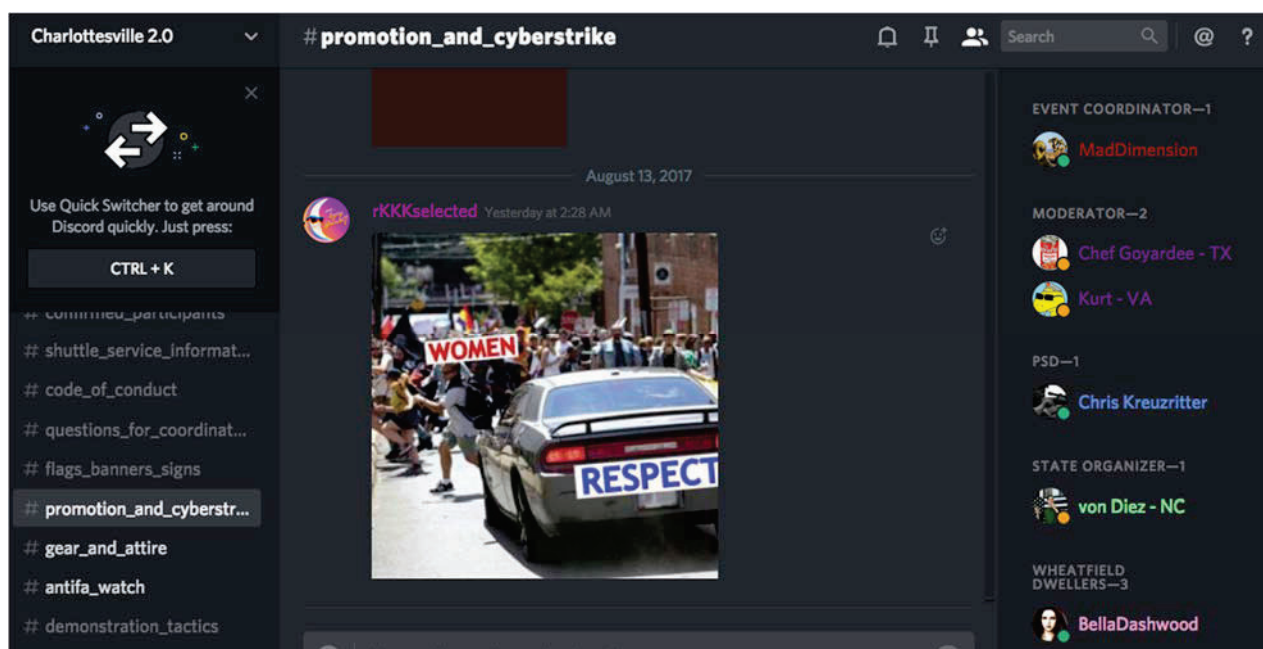 Charlottesville 2.0
Use Quick Switcher to get around
Discord quickly. Just press:
CTRL + K
# confirmed_participants
# shuttle_service_informat...
# code_of_conduct
# questions_for_coordinat...
# flags_banners_signs
# promotion_and_cyberstr...
# gear_and_attire
# antifa_watch
# demonstration_tactics
#promotion_and_cyberstrike
Search
@
?
August 13, 2017
rKKKselected Yesterday at 2:28 AM
WOMEN
RESPECT
EVENT COORDINATOR—1
MadDimension
MODERATOR—2
Chef Goyardee - TX
Kurt - VA
PSD—1
Chris Kreuzritter
STATE ORGANIZER—1
von Diez - NC
WHEATFIELD
DWELLERS—3
BellaDashwood